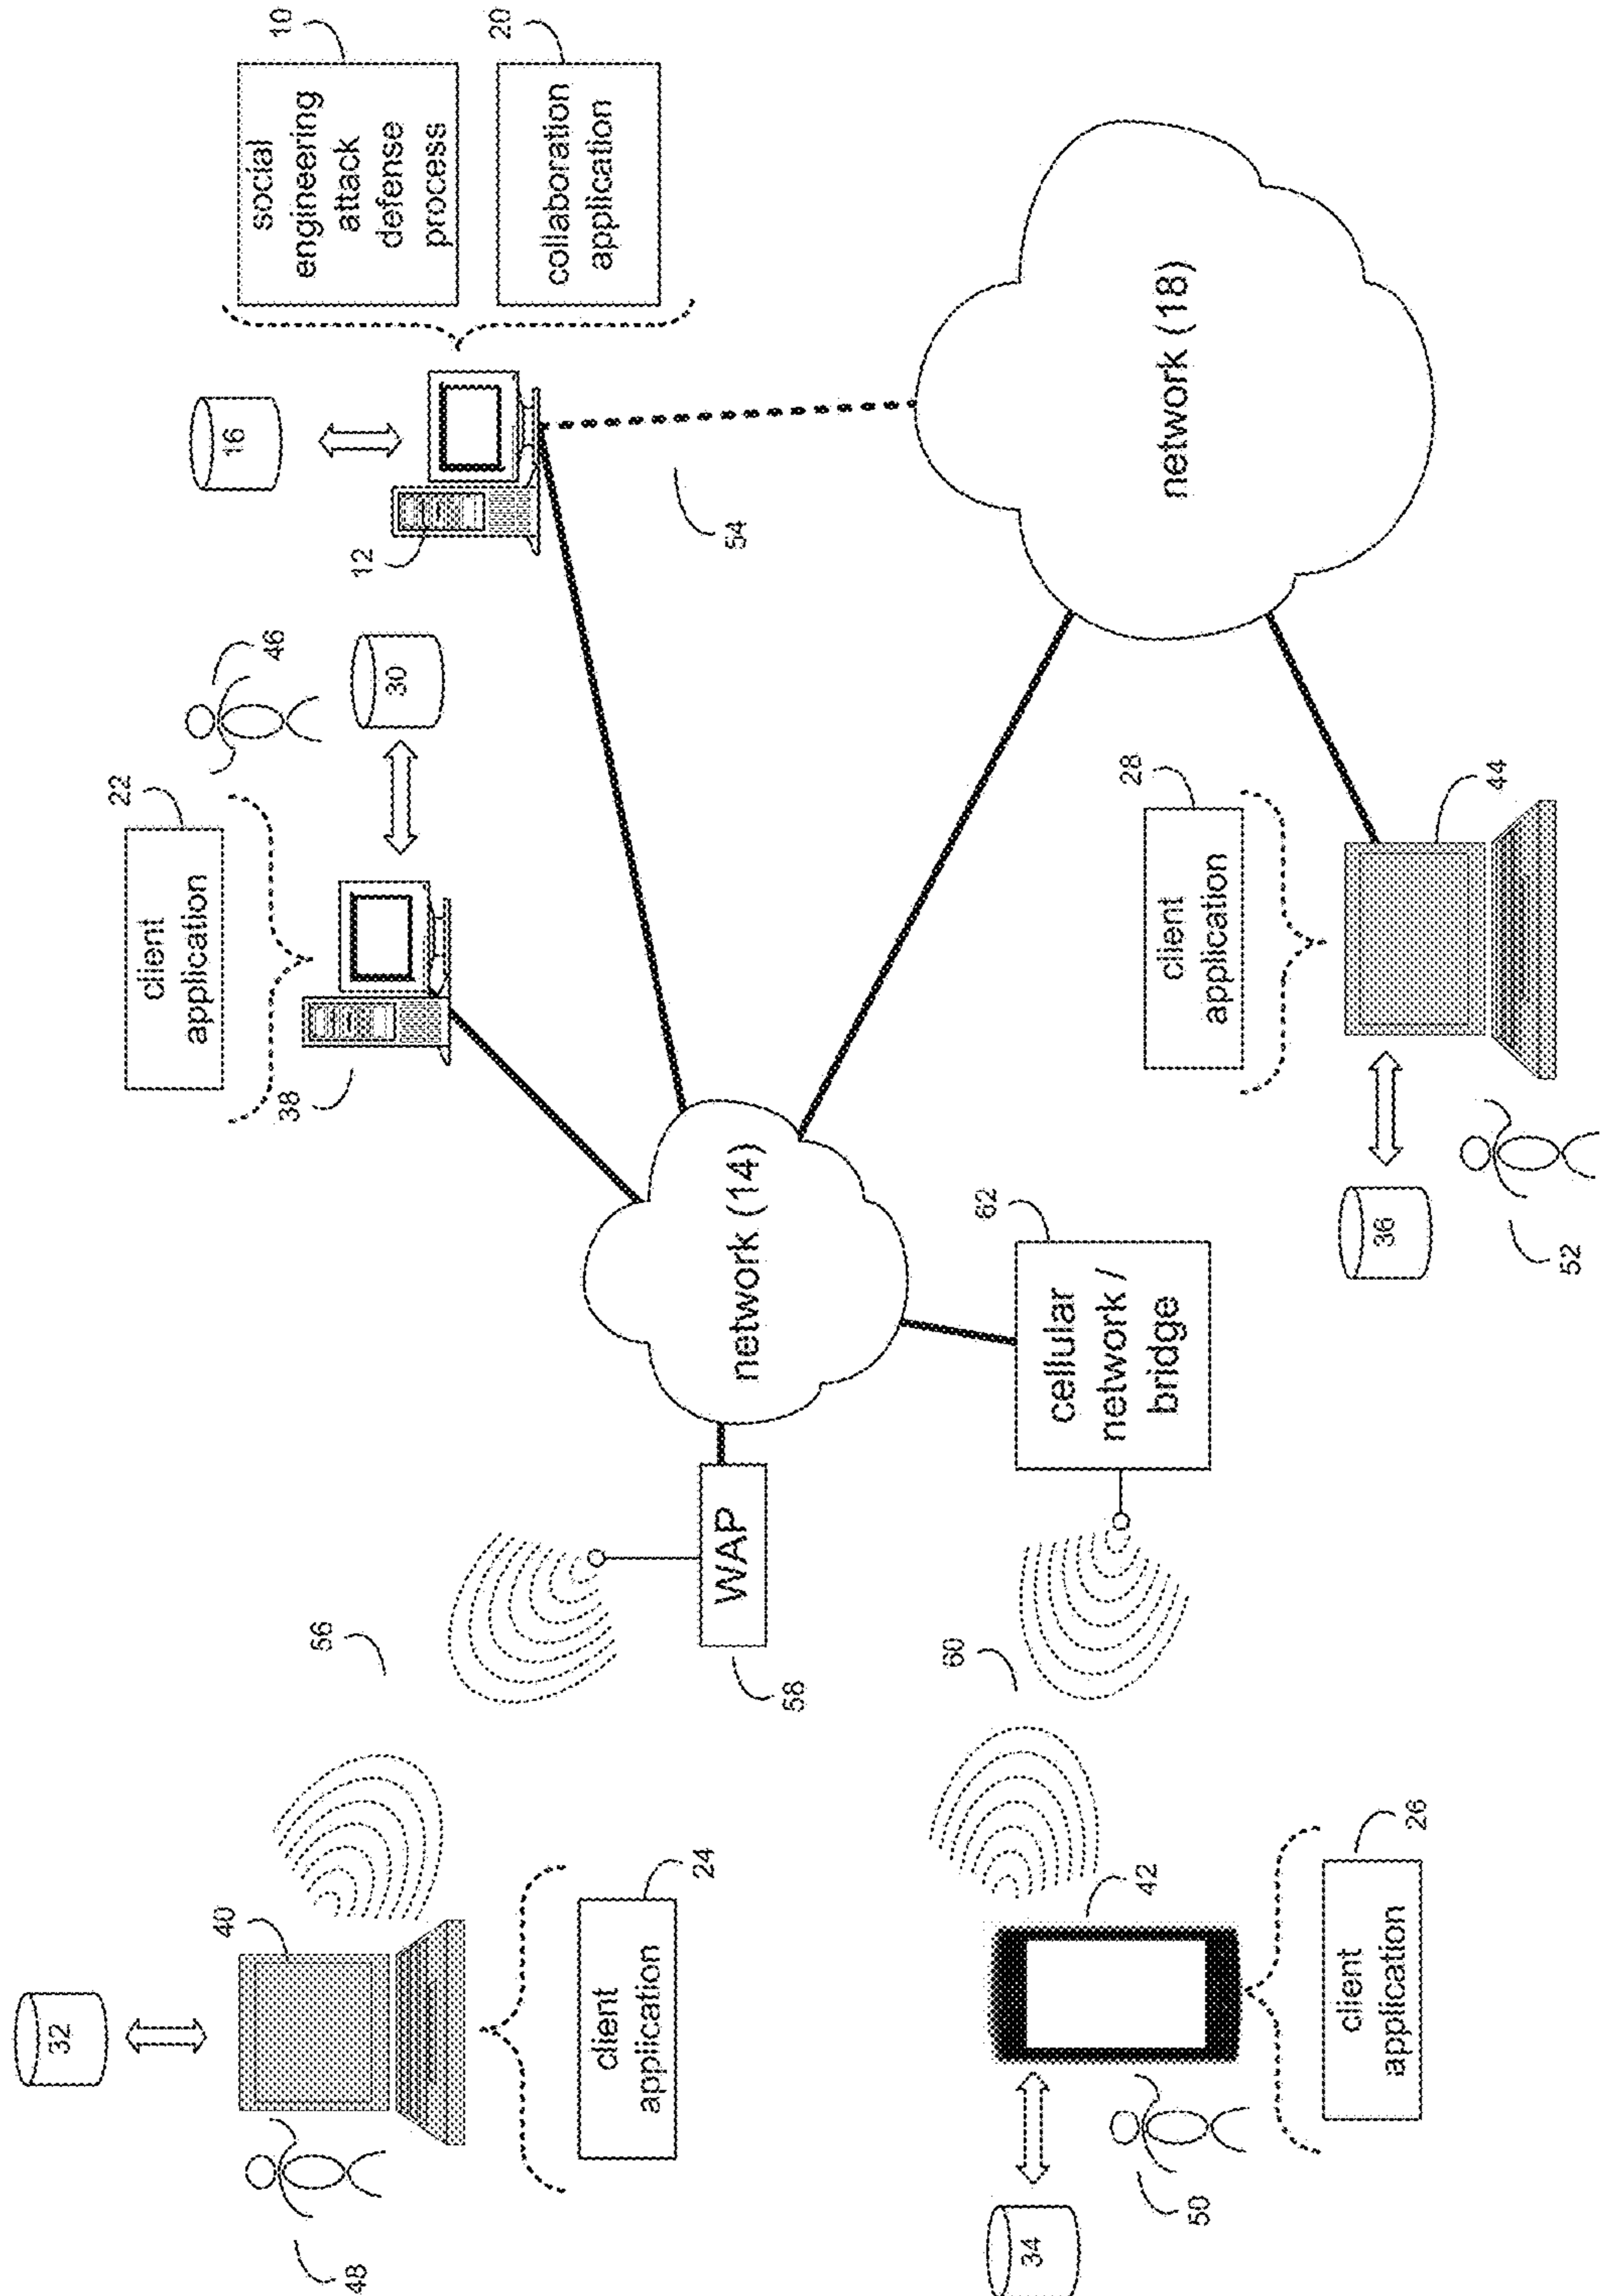 10
social
engineering
attack
defense
process
20
collaboration
application
16
12
54
46
30
22
client
application
38
network (18)
28
client
application
44
36
52
network (14)
62
cellular
network /
bridge
WAP
58
56
60
32
40
48
24
client
application
42
34
50
26
client
application